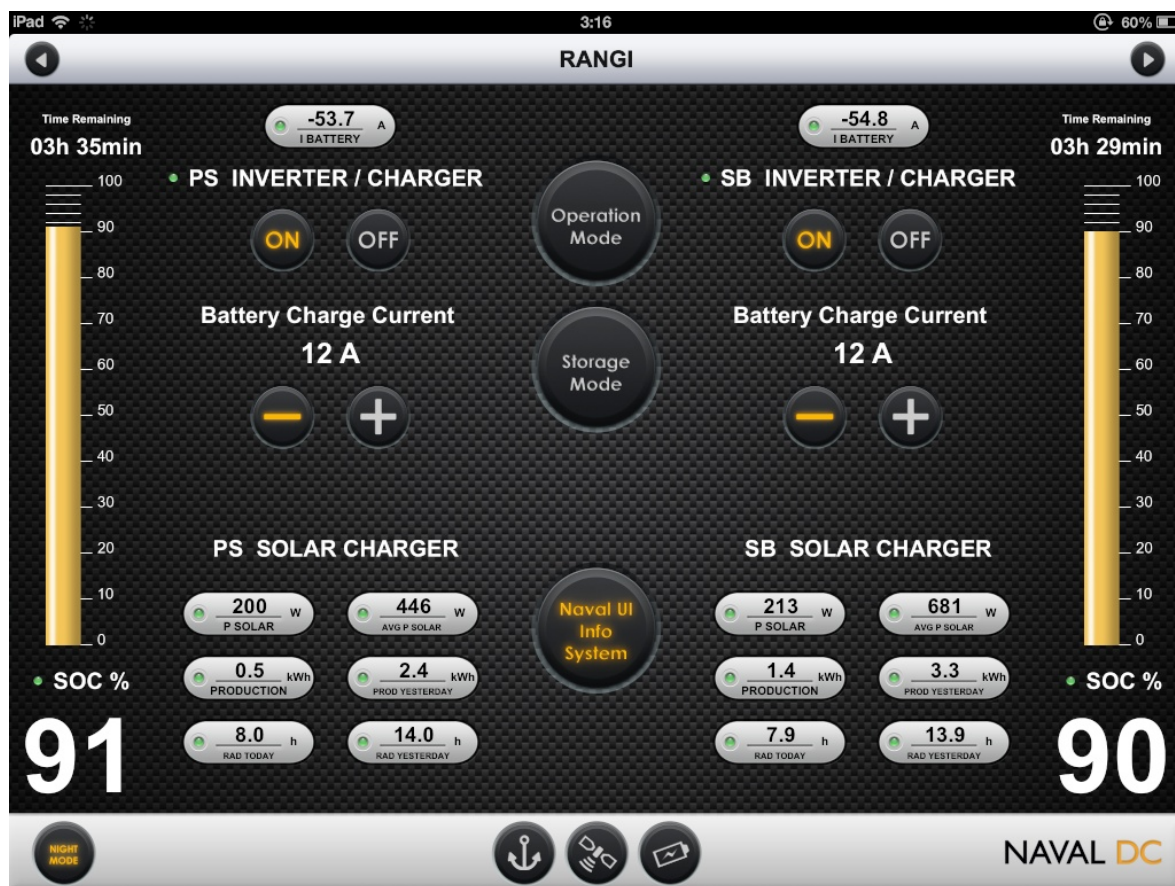 iPad 3:16 60%
RANGI
Time Remaining
03h 35min
-53.7 A
I BATTERY
PS INVERTER / CHARGER
ON OFF
Battery Charge Current
12 A
100
90
80
70
60
50
40
30
20
10
0
SOC %
91
PS SOLAR CHARGER
200 W
P SOLAR
446 W
AVG P SOLAR
0.5 kWh
PRODUCTION
2.4 kWh
PROD YESTERDAY
8.0 h
RAD TODAY
14.0 h
RAD YESTERDAY
Operation
Mode
Storage
Mode
Naval UI
Info
System
-54.8 A
I BATTERY
SB INVERTER / CHARGER
ON OFF
Battery Charge Current
12 A
SB SOLAR CHARGER
213 W
P SOLAR
681 W
AVG P SOLAR
1.4 kWh
PRODUCTION
3.3 kWh
PROD YESTERDAY
7.9 h
RAD TODAY
13.9 h
RAD YESTERDAY
Time Remaining
03h 29min
100
90
80
70
60
50
40
30
20
10
0
SOC %
90
NIGHT
MODE
NAVAL DC